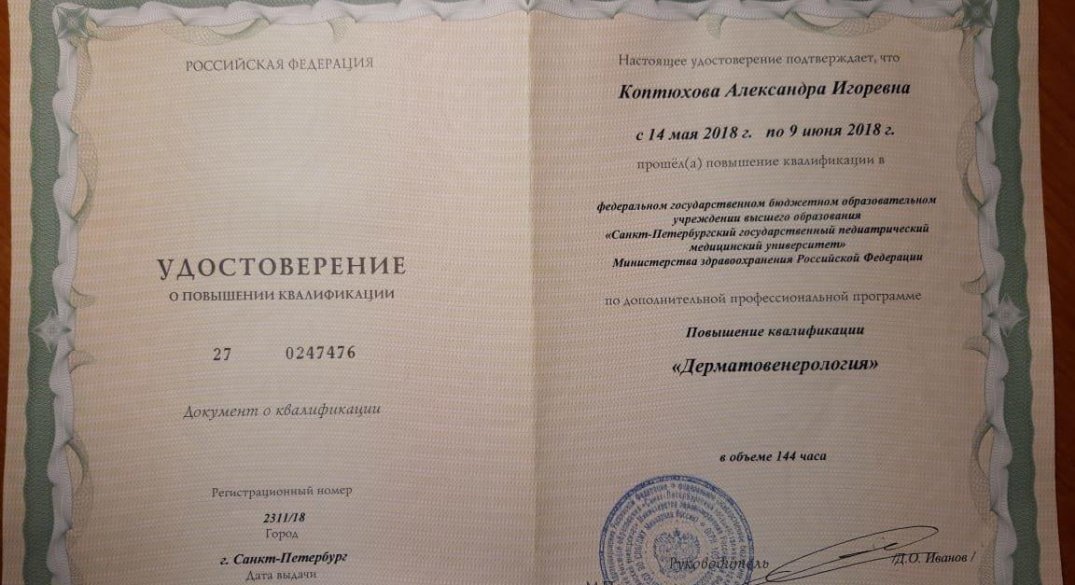 РОССИЙСКАЯ ФЕДЕРАЦИЯ
УДОСТОВЕРЕНИЕ
О ПОВЫШЕНИИ КВАЛИФИКАЦИИ
27 0247476
Документ о квалификации
Регистрационный номер
2311/18
Город
г. Санкт-Петербург
Дата выдачи
Настоящее удостоверение подтверждает, что
Коптюхова Александра Игоревна
с 14 мая 2018 г. по 9 июня 2018 г.
прошёл(а) повышение квалификации в
федеральном государственном бюджетном образовательном
учреждении высшего образования
«Санкт-Петербургский государственный педиатрический
медицинский университет»
Министерства здравоохранения Российской Федерации
по дополнительной профессиональной программе
Повышение квалификации
«Дерматовенерология»
в объеме 144 часа
Руководитель /Д.О. Иванов /